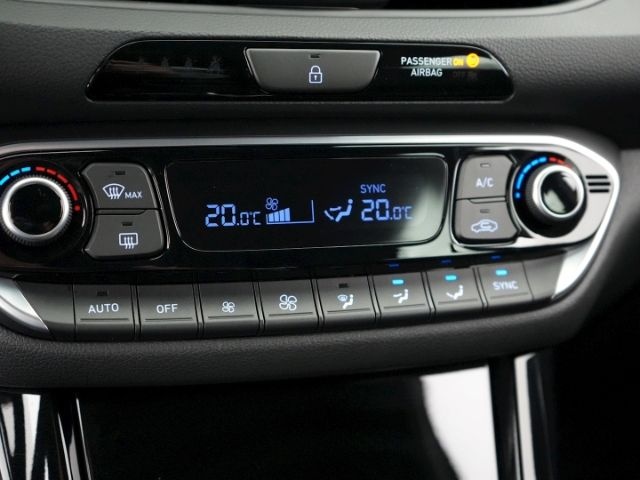 PASSENGER ON
AIRBAG
MAX
A/C
SYNC
20.0°C
20.0°C
AUTO
OFF
SYNC